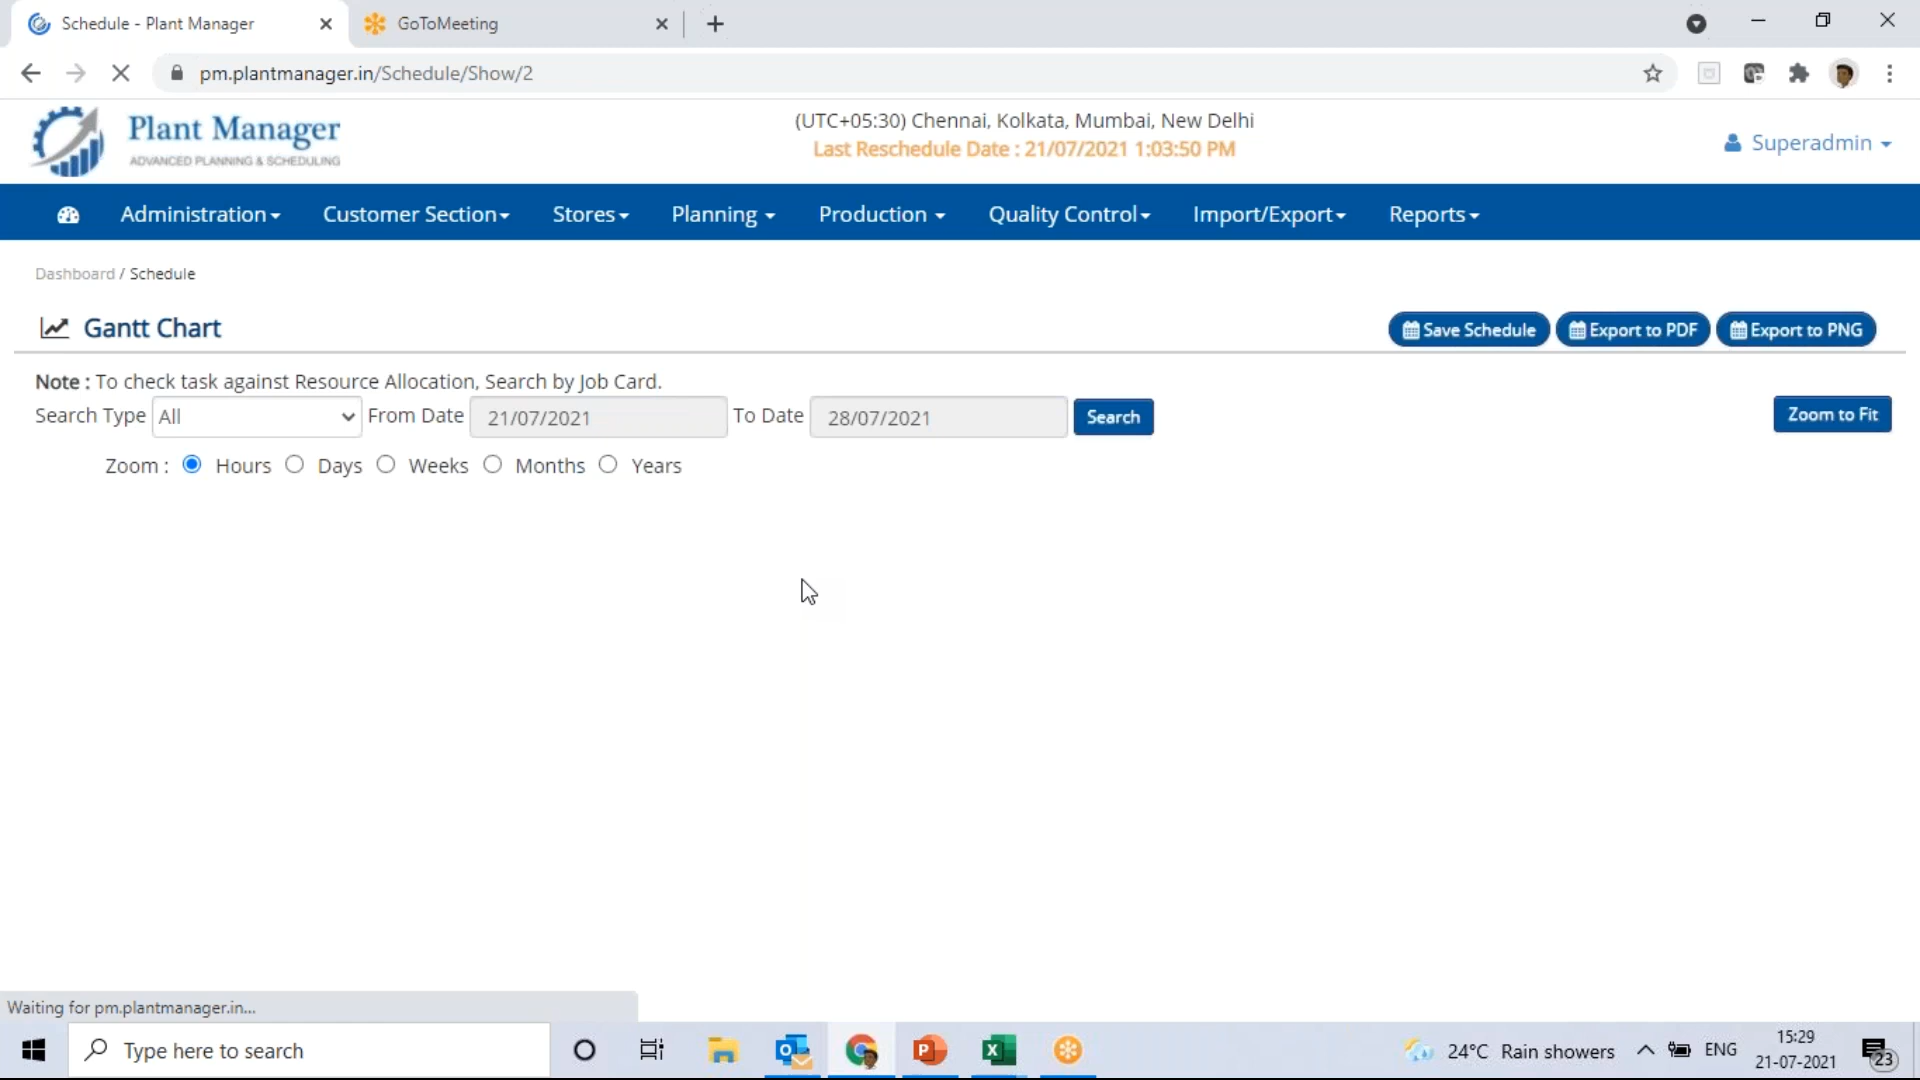 Schedule - Plant Manager
GoToMeeting
pm.plantmanager.in/Schedule/Show/2
Plant Manager
ADVANCED PLANNING & SCHEDULING
(UTC+05:30) Chennai, Kolkata, Mumbai, New Delhi
Last Reschedule Date : 21/07/2021 1:03:50 PM
Superadmin
Administration Customer Section Stores Planning Production Quality Control Import/Export Reports
Dashboard / Schedule
Gantt Chart
Save Schedule Export to PDF Export to PNG
Note : To check task against Resource Allocation, Search by Job Card.
Search Type All From Date 21/07/2021 To Date 28/07/2021 Search Zoom to Fit
Zoom : Hours Days Weeks Months Years
Waiting for pm.plantmanager.in...
Type here to search
24°C Rain showers
ENG
15:29
21-07-2021
23